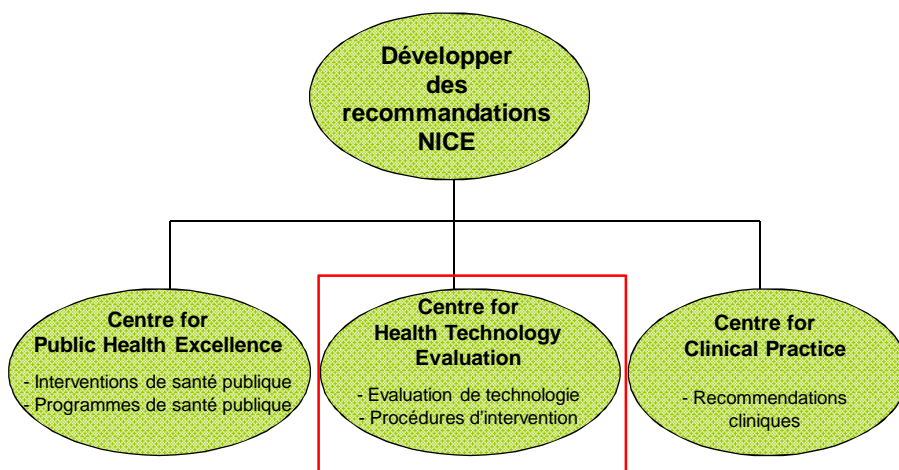 Développer
des
recommandations
NICE
Centre for
Public Health Excellence
- Interventions de santé publique
- Programmes de santé publique
Centre for
Health Technology
Evaluation
- Evaluation de technologie
- Procédures d'intervention
Centre for
Clinical Practice
- Recommendations
cliniques